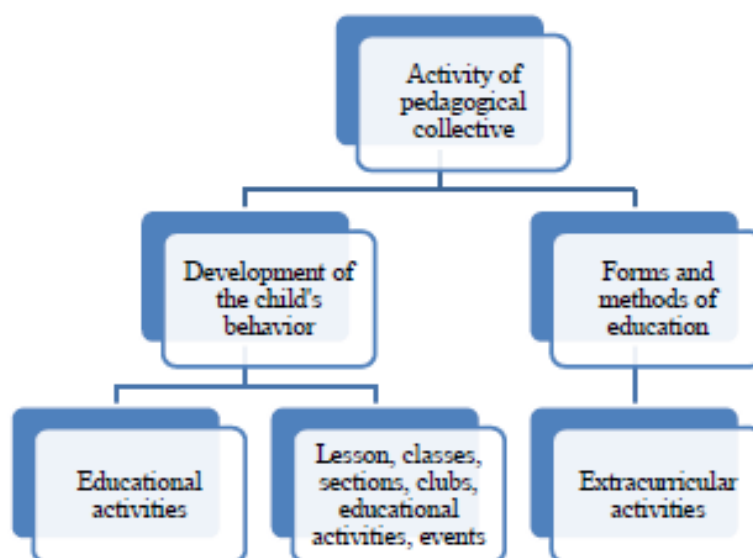 Activity of
pedagogical
collective
Development of
the child's
behavior
Forms and
methods of
education
Educational
activities
Lesson, classes,
sections, clubs,
educational
activities, events
Extracurricular
activities